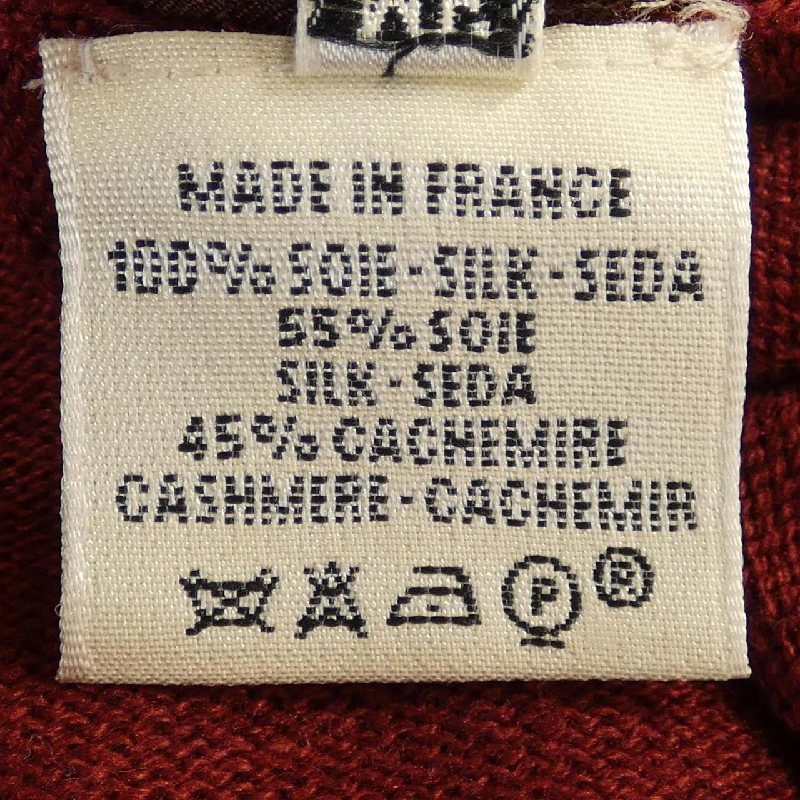 MADE IN FRANCE
100% SOIE-SILK-SEDA
55% SOIE
SILK-SEDA
45% CACHEMIRE
CASHMERE-CACHEMIR
P ®